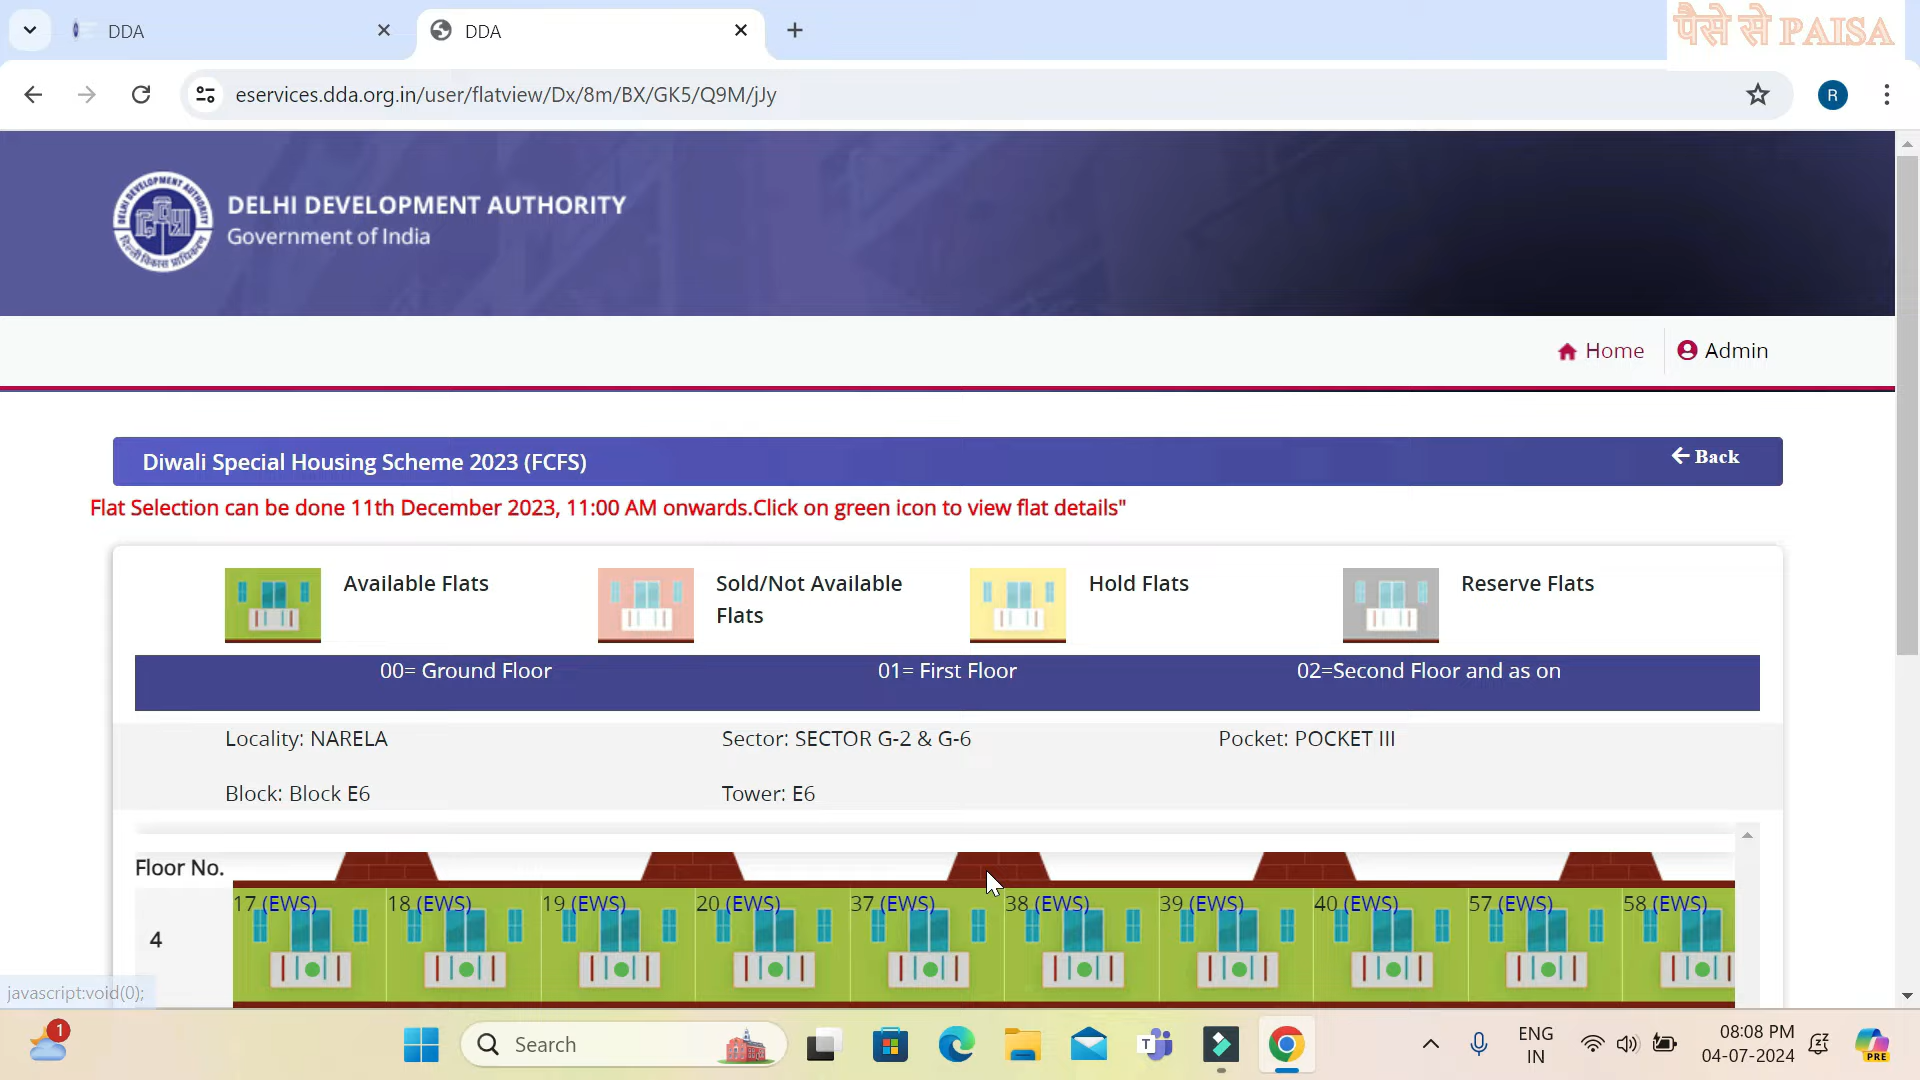 DDA
DDA
पैसे से PAISA
eservices.dda.org.in/user/flatview/Dx/8m/BX/GK5/Q9M/jJy
R
DELHI DEVELOPMENT AUTHORITY
Government of India
Home
Admin
Diwali Special Housing Scheme 2023 (FCFS)
Back
Flat Selection can be done 11th December 2023, 11:00 AM onwards.Click on green icon to view flat details"
Available Flats
Sold/Not Available
Flats
Hold Flats
Reserve Flats
00= Ground Floor
01= First Floor
02=Second Floor and as on
Locality: NARELA
Sector: SECTOR G-2 & G-6
Pocket: POCKET III
Block: Block E6
Tower: E6
Floor No.
17 (EWS)
18 (EWS)
19 (EWS)
20 (EWS)
37 (EWS)
38 (EWS)
39 (EWS)
40 (EWS)
57 (EWS)
58 (EWS)
4
javascript:void(0);
1
Search
ENG
IN
08:08 PM
04-07-2024
PRE